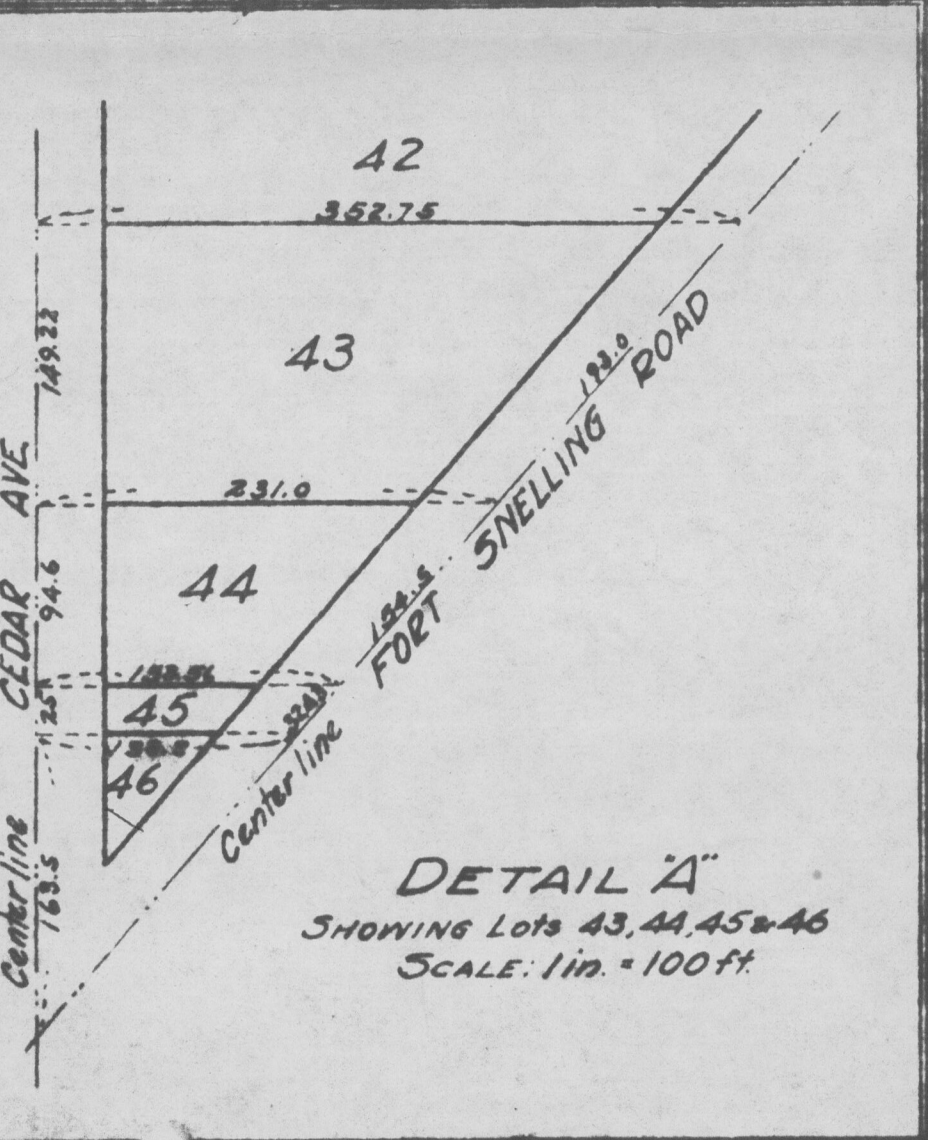 42
352.75
149.22
43
193.0
FORT SNELLING ROAD
CEDAR AVE.
231.0
94.6
44
154.5
25
45
46
Center line
163.5
Center line
DETAIL "A"
SHOWING Lots 43, 44, 45 & 46
SCALE: 1 in. = 100 ft.